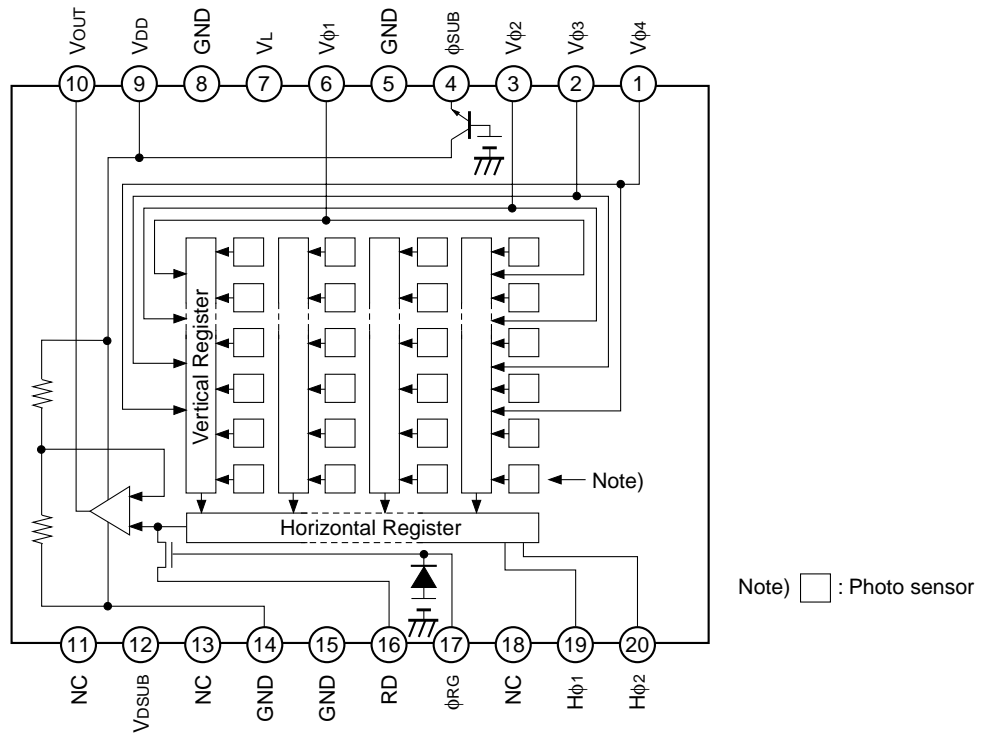 VOUT
VDD
GND
VL
Vφ1
GND
φSUB
Vφ2
Vφ3
Vφ4
10
9
8
7
6
5
4
3
2
1
Vertical Register
Note)
Horizontal Register
Note) : Photo sensor
11
12
13
14
15
16
17
18
19
20
NC
VDSUB
NC
GND
GND
RD
φRG
NC
Hφ1
Hφ2